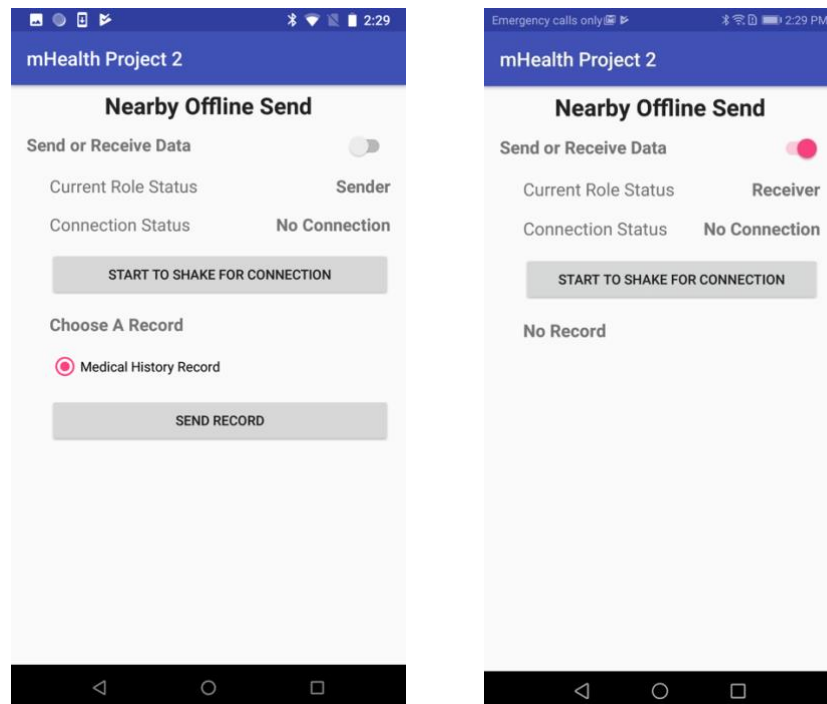 2:29
mHealth Project 2
Nearby Offline Send
Send or Receive Data
Current Role Status Sender
Connection Status No Connection
START TO SHAKE FOR CONNECTION
Choose A Record
Medical History Record
SEND RECORD
Emergency calls only 2:29 PM
mHealth Project 2
Nearby Offline Send
Send or Receive Data
Current Role Status Receiver
Connection Status No Connection
START TO SHAKE FOR CONNECTION
No Record